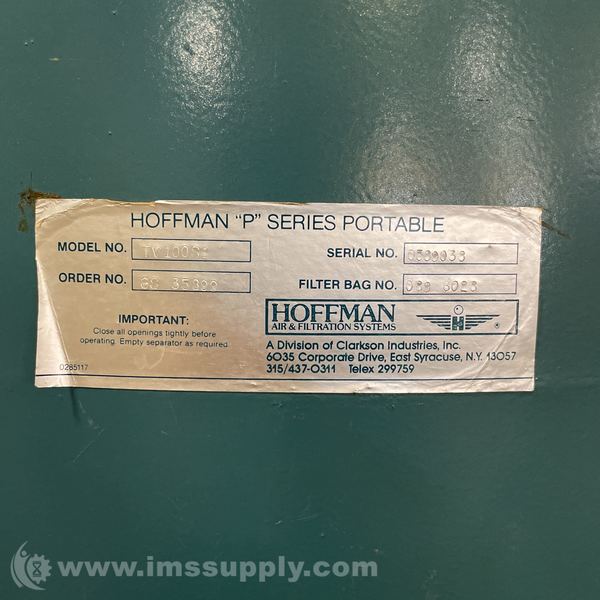 HOFFMAN "P" SERIES PORTABLE
MODEL NO.
SERIAL NO.
ORDER NO.
FILTER BAG NO.
IMPORTANT:
Close all openings tightly before
operating. Empty separator as required.
0285117
HOFFMAN
AIR & FILTRATION SYSTEMS
H ®
A Division of Clarkson Industries, Inc.
6035 Corporate Drive, East Syracuse, N.Y. 13057
315/437-0311 Telex 299759
www.imssupply.com